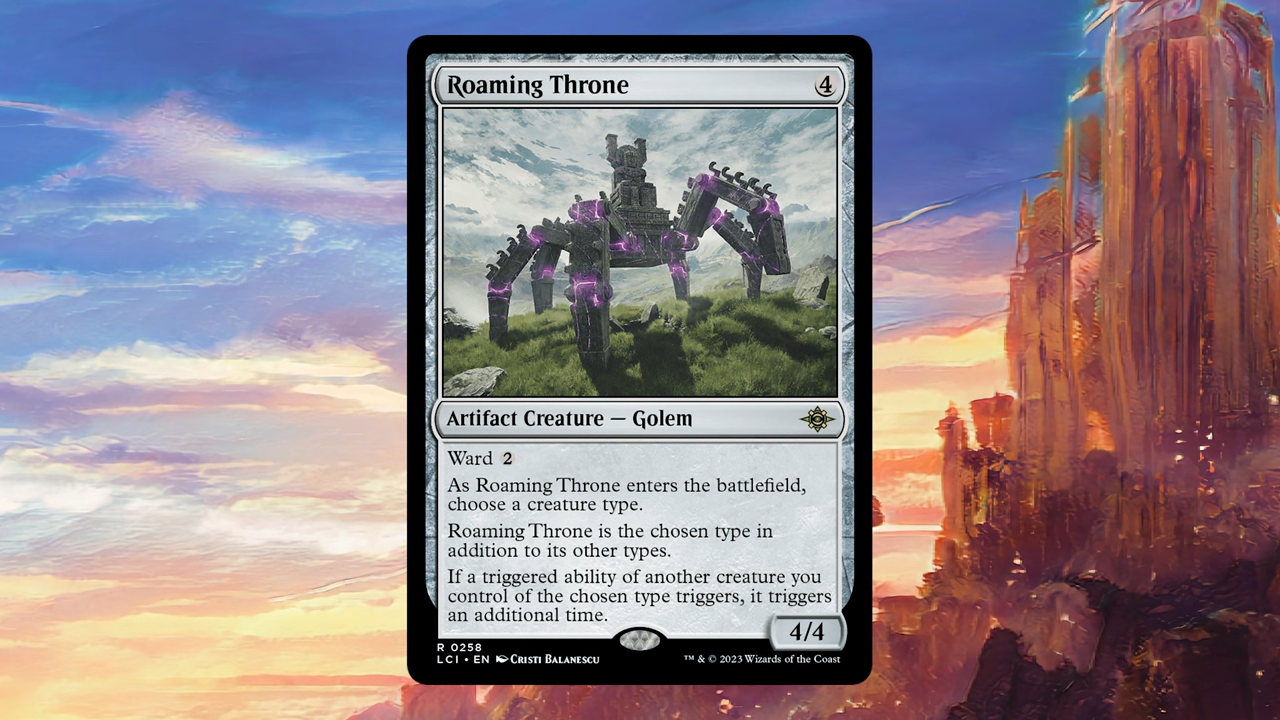 Roaming Throne 4
Artifact Creature — Golem
Ward 2
As Roaming Throne enters the battlefield,
choose a creature type.
Roaming Throne is the chosen type in
addition to its other types.
If a triggered ability of another creature you
control of the chosen type triggers, it triggers
an additional time.
4/4
R 0258
LCI • EN Cristi Balanescu
™ & © 2023 Wizards of the Coast